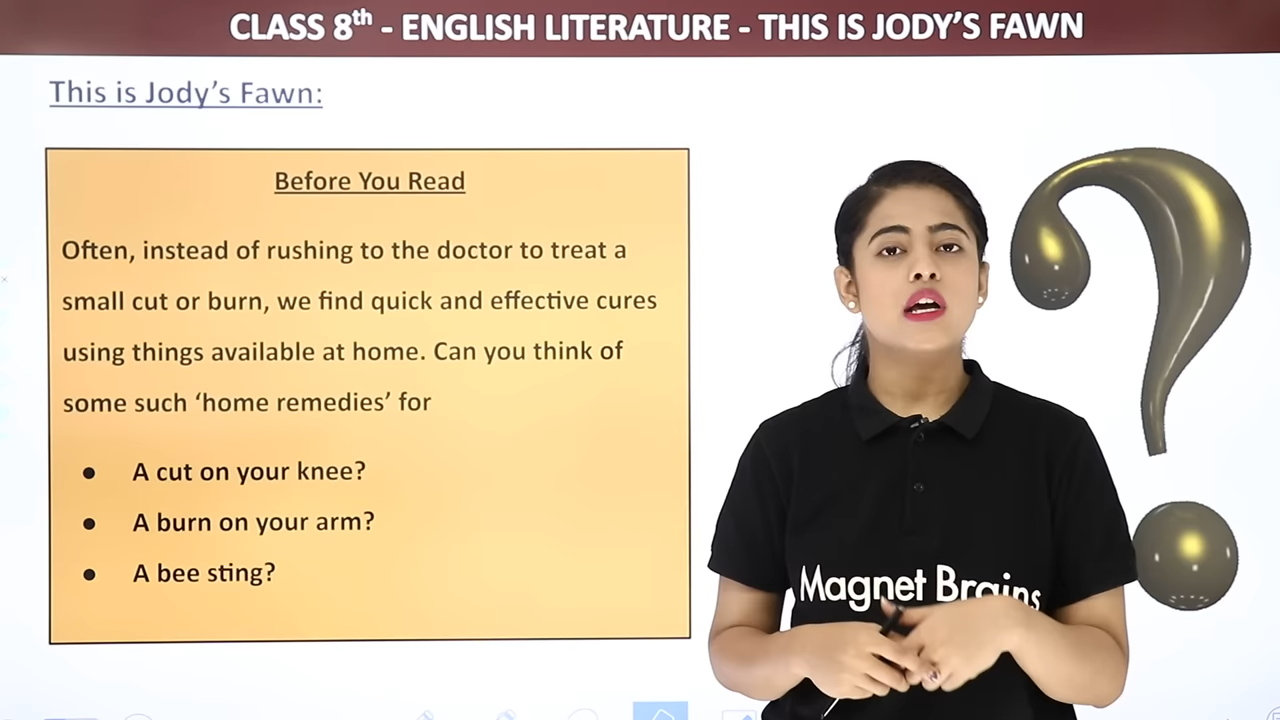 CLASS 8th - ENGLISH LITERATURE - THIS IS JODY'S FAWN
This is Jody's Fawn:
Before You Read
Often, instead of rushing to the doctor to treat a
small cut or burn, we find quick and effective cures
using things available at home. Can you think of
some such ‘home remedies’ for
● A cut on your knee?
● A burn on your arm?
● A bee sting?
Magnet Brains